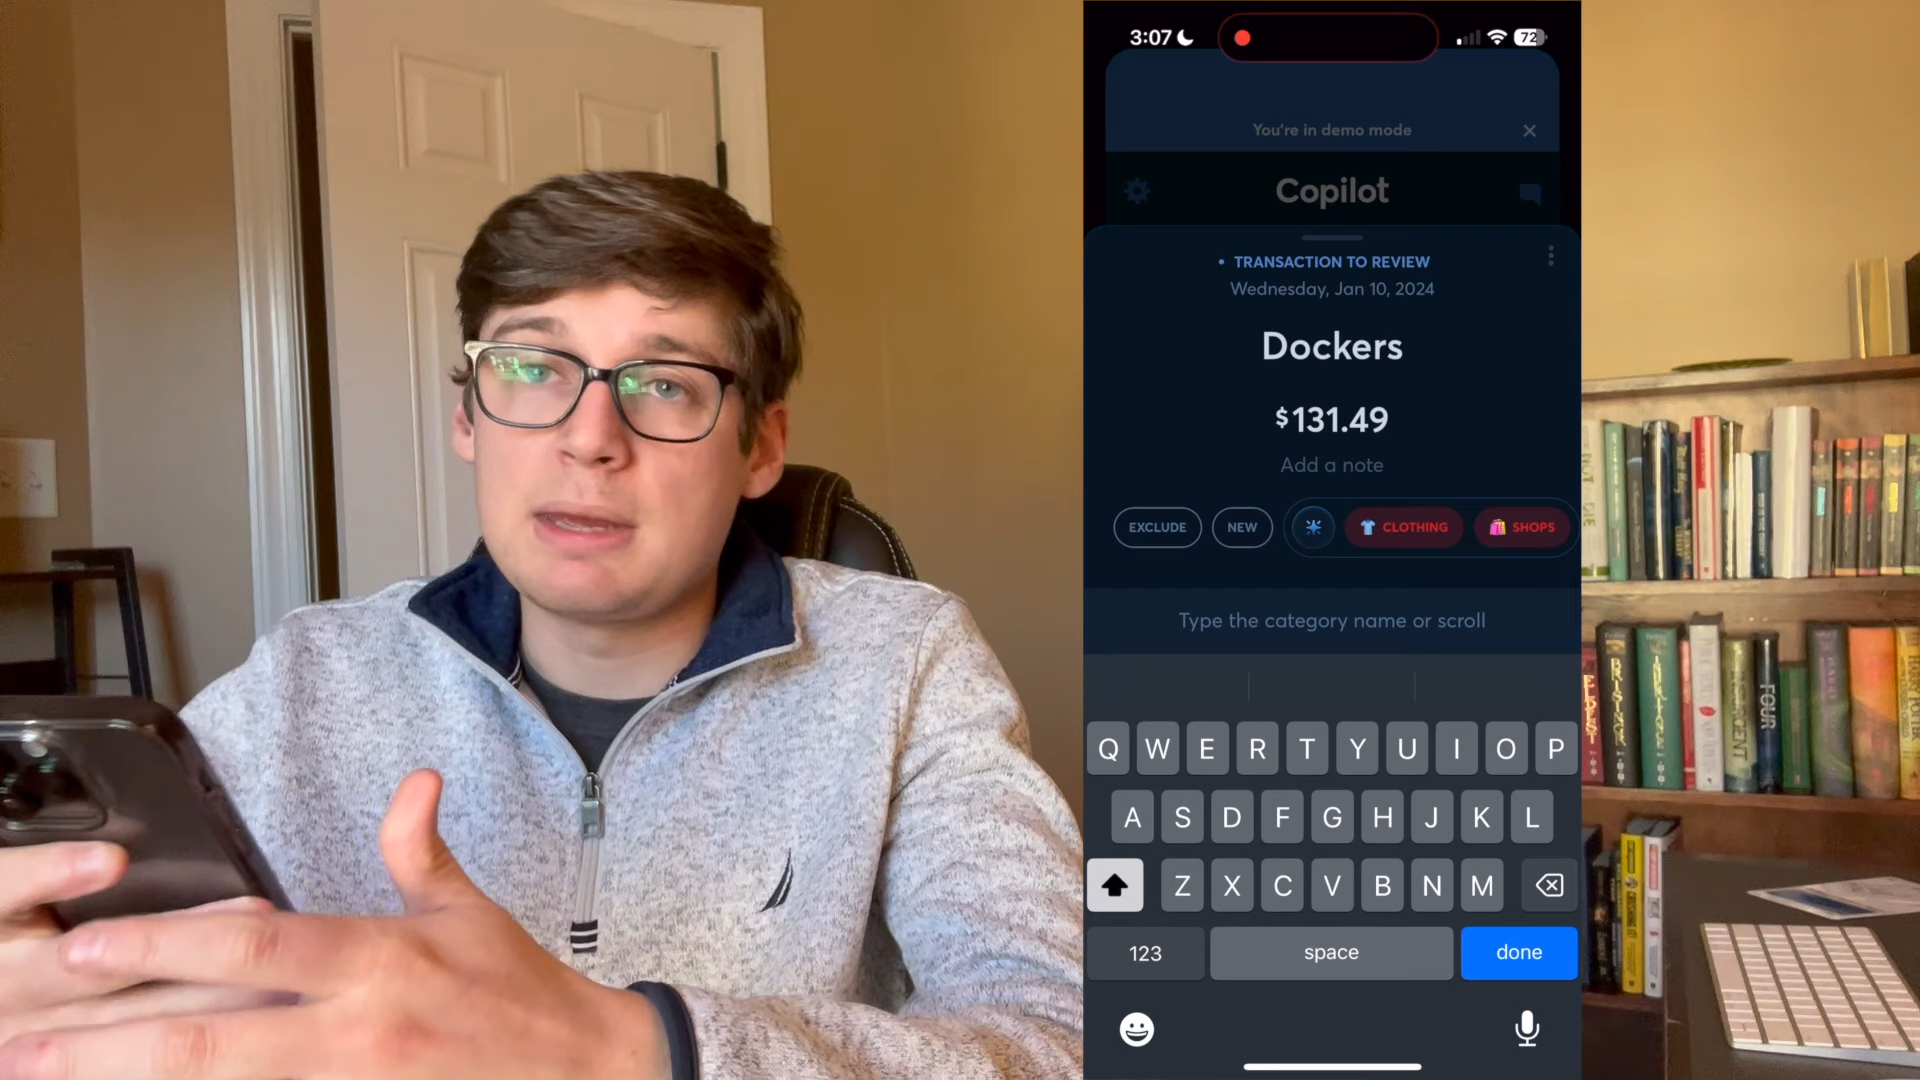 3:07
72
You're in demo mode
Copilot
TRANSACTION TO REVIEW
Wednesday, Jan 10, 2024
Dockers
$131.49
Add a note
EXCLUDE NEW CLOTHING SHOPS
Type the category name or scroll
Q W E R T Y U I O P
A S D F G H J K L
Z X C V B N M
123 space done
BRISINGR
FOUR